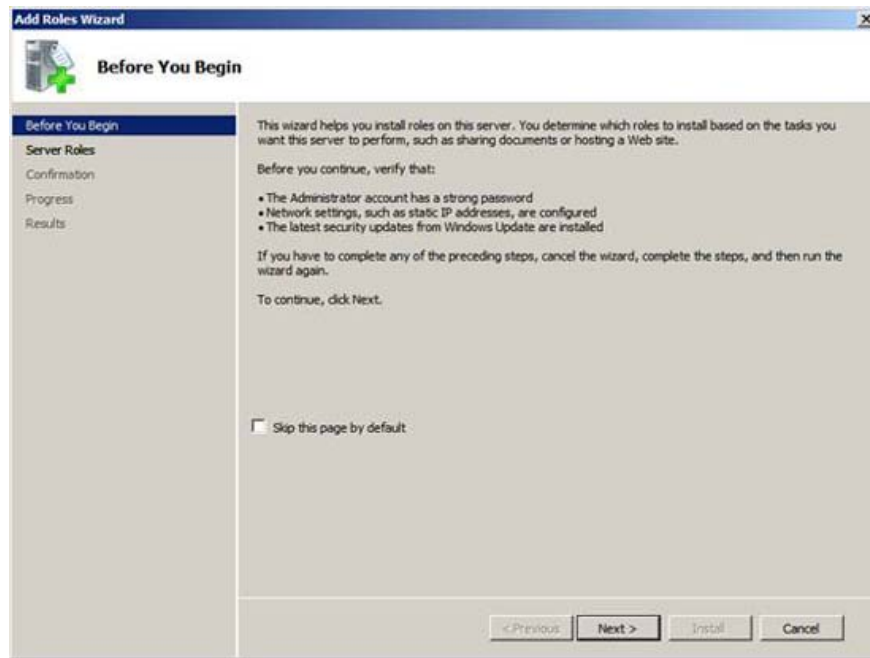 Add Roles Wizard
Before You Begin
Before You Begin
Server Roles
Confirmation
Progress
Results
This wizard helps you install roles on this server. You determine which roles to install based on the tasks you
want this server to perform, such as sharing documents or hosting a Web site.
Before you continue, verify that:
• The Administrator account has a strong password
• Network settings, such as static IP addresses, are configured
• The latest security updates from Windows Update are installed
If you have to complete any of the preceding steps, cancel the wizard, complete the steps, and then run the
wizard again.
To continue, click Next.
Skip this page by default
< Previous
Next >
Install
Cancel